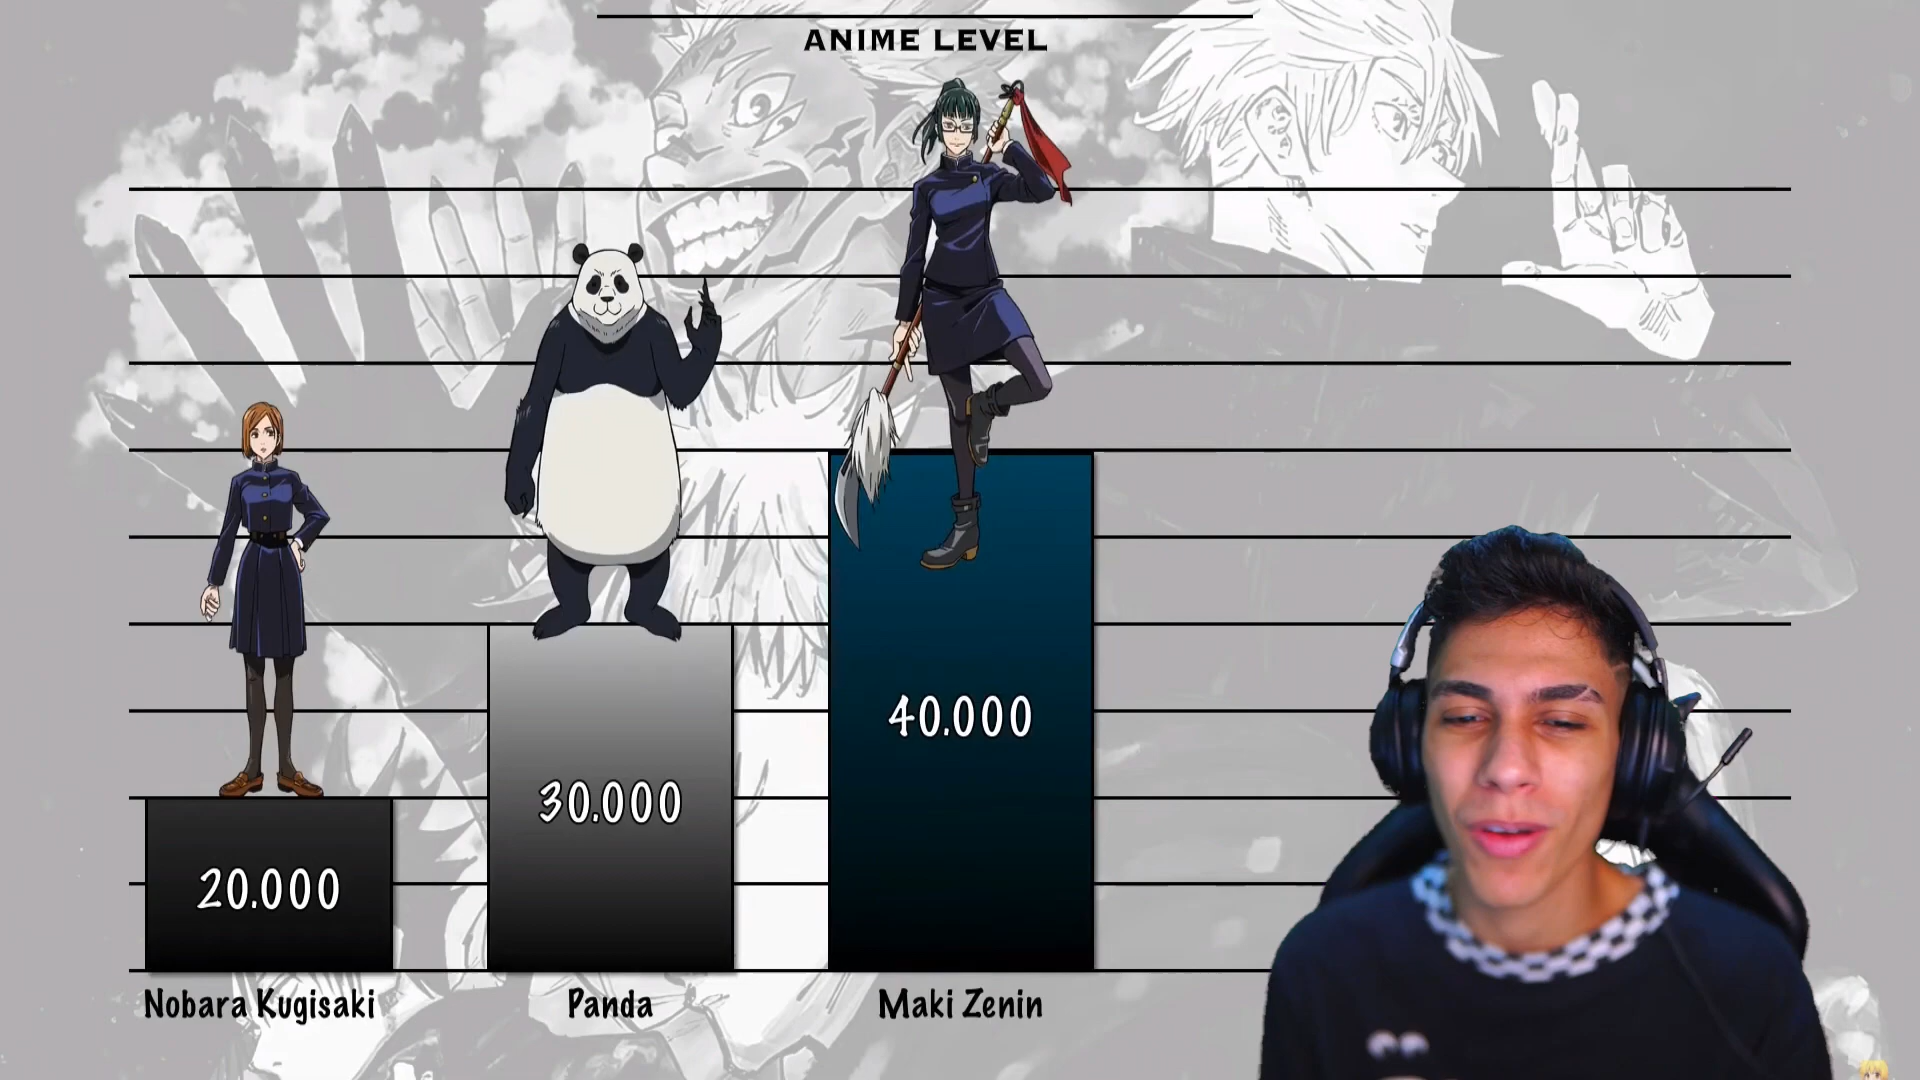 ANIME LEVEL
40.000
30.000
20.000
Nobara Kugisaki
Panda
Maki Zenin